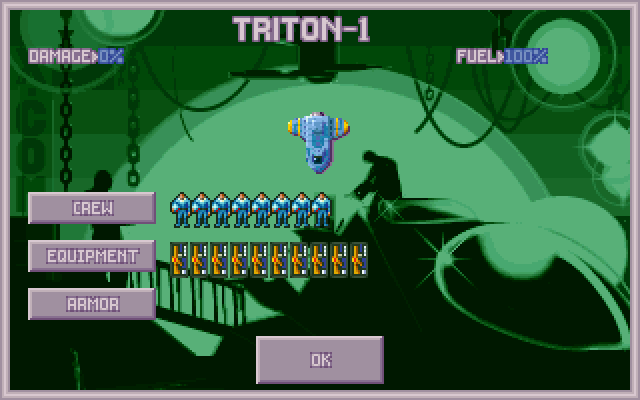 TRITON-1
DAMAGE>0%
FUEL>100%
CREW
EQUIPMENT
ARMOR
OK